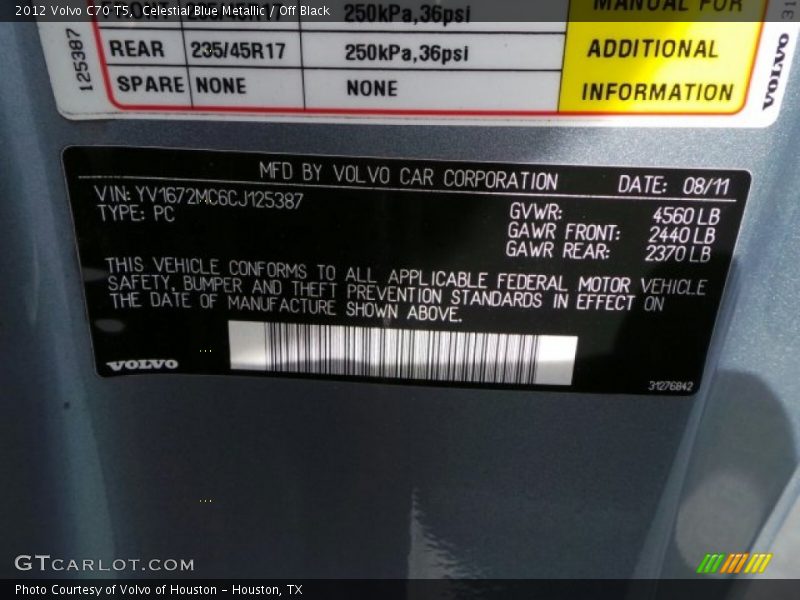 2012 Volvo C70 T5, Celestial Blue Metallic / Off Black
FRONT 235/45R17 250kPa,36psi MANUAL FOR
REAR 235/45R17 250kPa,36psi ADDITIONAL
SPARE NONE NONE INFORMATION
125387
VOLVO
31
MFD BY VOLVO CAR CORPORATION DATE: 08/11
VIN: YV1672MC6CJ125387
TYPE: PC
GVWR: 4560 LB
GAWR FRONT: 2440 LB
GAWR REAR: 2370 LB
THIS VEHICLE CONFORMS TO ALL APPLICABLE FEDERAL MOTOR VEHICLE
SAFETY, BUMPER AND THEFT PREVENTION STANDARDS IN EFFECT ON
THE DATE OF MANUFACTURE SHOWN ABOVE.
VOLVO
31276842
GTCARLOT.COM
Photo Courtesy of Volvo of Houston – Houston, TX